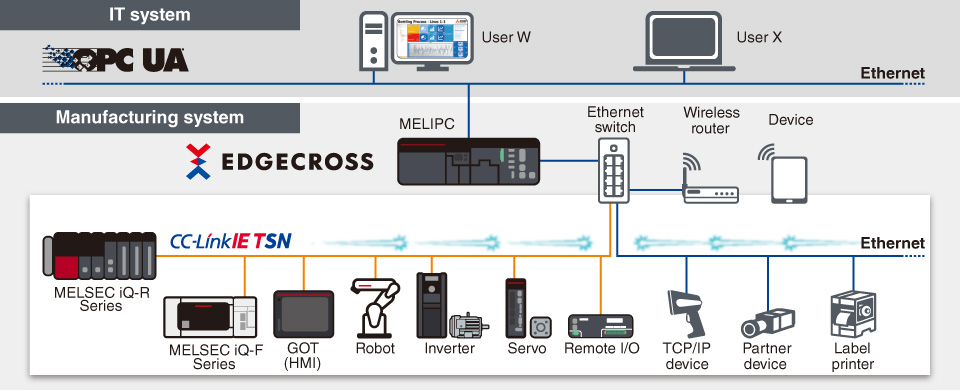 IT system
OPC UA
User W
User X
Ethernet
Manufacturing system
MELIPC
Ethernet
switch
Wireless
router
Device
EDGECROSS
CC-Link IE TSN
Ethernet
MELSEC iQ-R
Series
MELSEC iQ-F
Series
GOT
(HMI)
Robot
Inverter
Servo
Remote I/O
TCP/IP
device
Partner
device
Label
printer